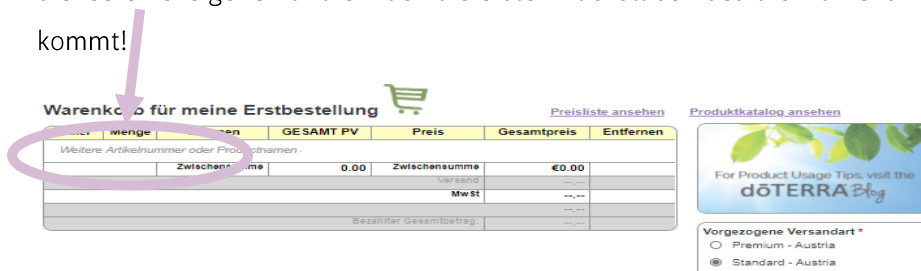 kommt!
Warenkorb für meine Erstbestellung
Preisliste ansehen
Produktkatalog ansehen
Menge GESAMT PV Preis Gesamtpreis Entfernen
Weitere Artikelnummer oder Productnamen
Zwischensumme 0.00 Zwischensumme €0.00
Versand --.--
MwSt --.--
--.--
Bezahlter Gesamtbetrag: --.--
For Product Usage Tips, visit the
dōTERRA Blog
Vorgezogene Versandart *
Premium - Austria
Standard - Austria